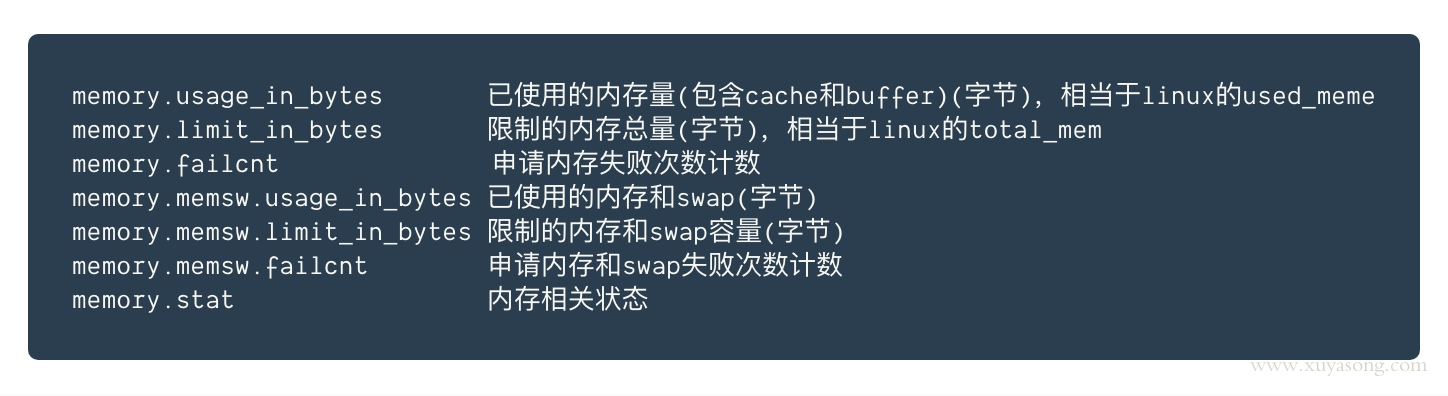 memory.usage_in_bytes 已使用的内存量(包含cache和buffer)(字节)，相当于linux的used_meme
memory.limit_in_bytes 限制的内存总量(字节)，相当于linux的total_mem
memory.failcnt 申请内存失败次数计数
memory.memsw.usage_in_bytes 已使用的内存和swap(字节)
memory.memsw.limit_in_bytes 限制的内存和swap容量(字节)
memory.memsw.failcnt 申请内存和swap失败次数计数
memory.stat 内存相关状态
www.xuyasong.com